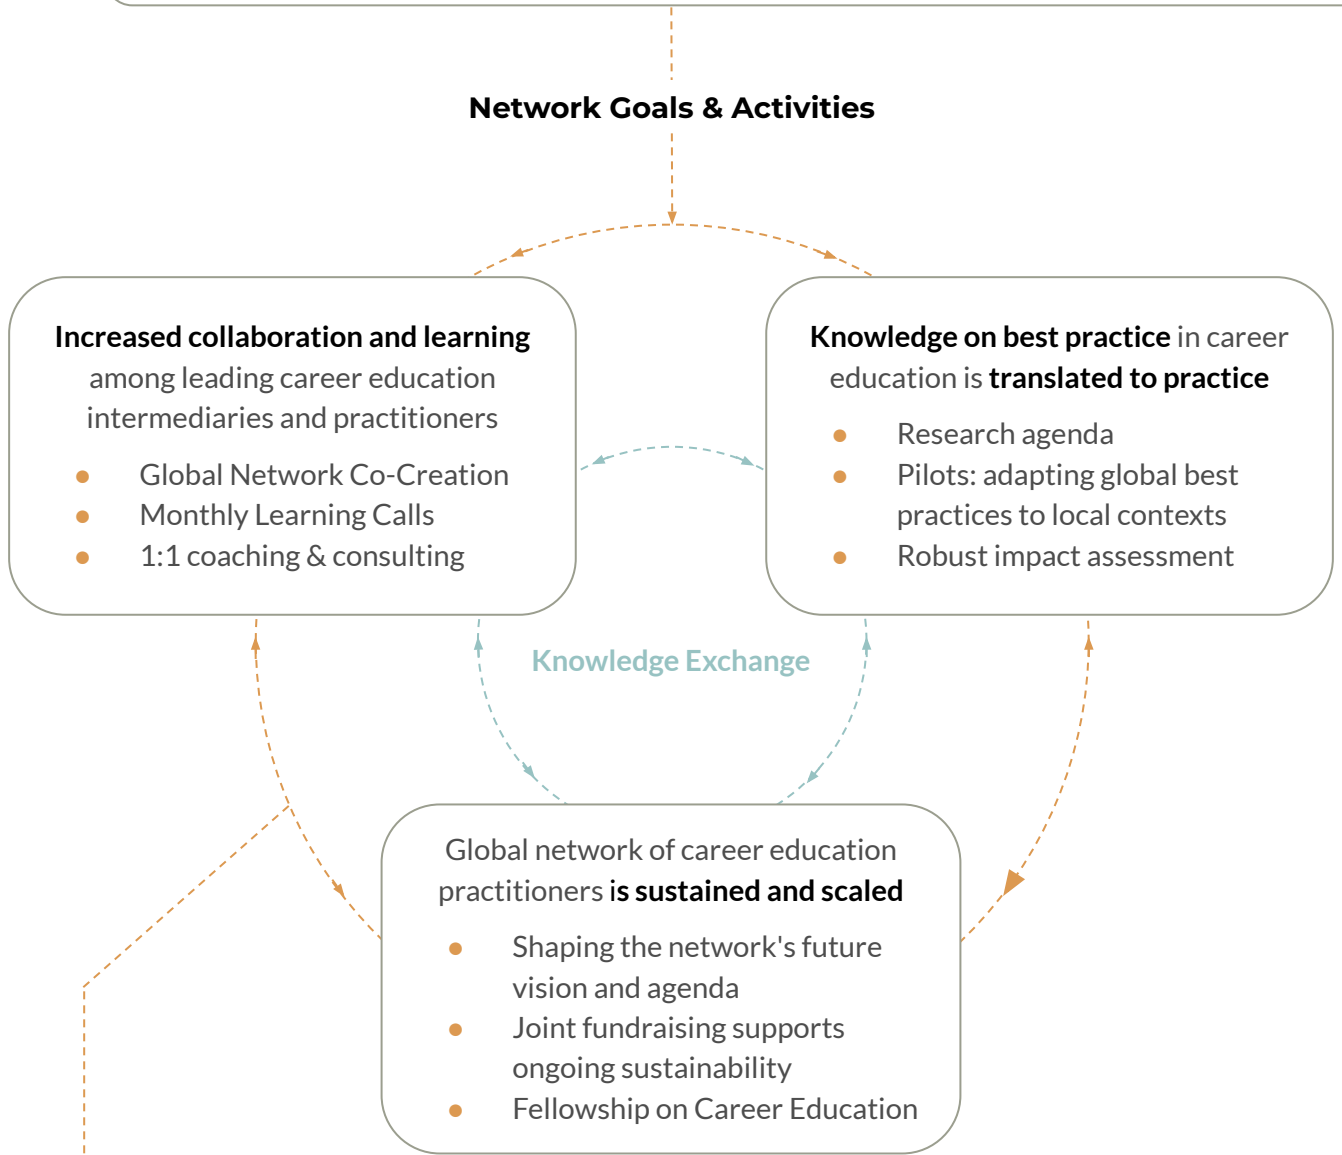 Network Goals & Activities
Increased collaboration and learning
among leading career education
intermediaries and practitioners
● Global Network Co-Creation
● Monthly Learning Calls
● 1:1 coaching & consulting
Knowledge on best practice in career
education is translated to practice
● Research agenda
● Pilots: adapting global best
practices to local contexts
● Robust impact assessment
Knowledge Exchange
Global network of career education
practitioners is sustained and scaled
● Shaping the network's future
vision and agenda
● Joint fundraising supports
ongoing sustainability
● Fellowship on Career Education